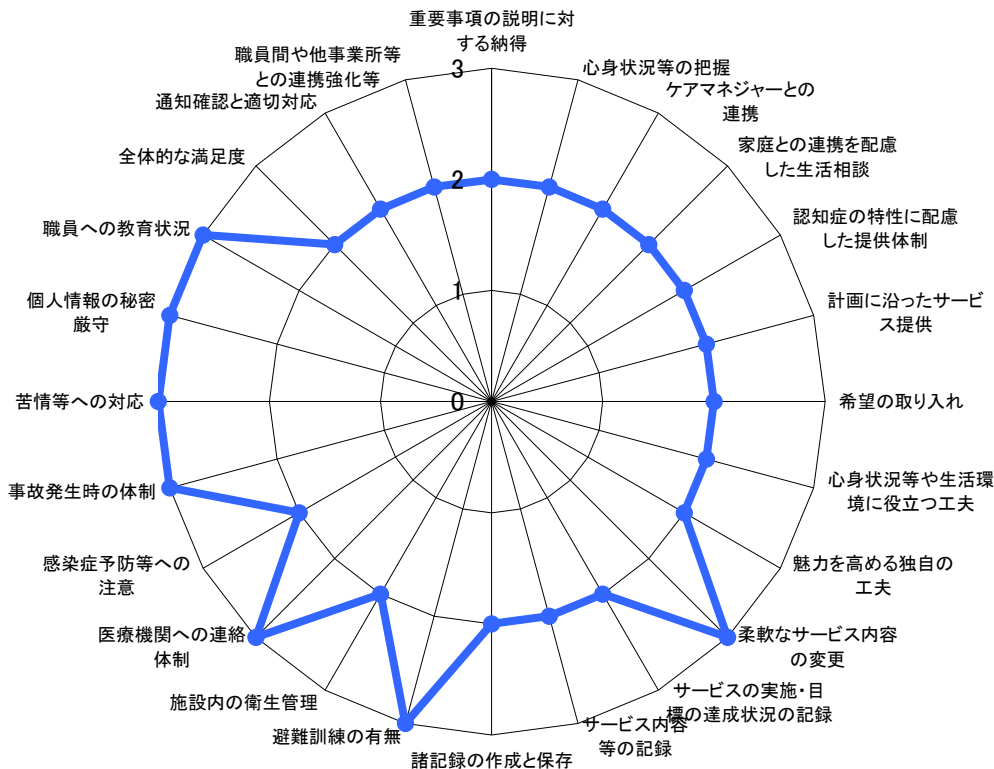 重要事項の説明に対
する納得
心身状況等の把握
ケアマネジャーとの
連携
家庭との連携を配慮
した生活相談
認知症の特性に配慮
した提供体制
計画に沿ったサービ
ス提供
希望の取り入れ
心身状況等や生活環
境に役立つ工夫
魅力を高める独自の
工夫
柔軟なサービス内容
の変更
サービスの実施・目
標の達成状況の記録
サービス内容
等の記録
諸記録の作成と保存
避難訓練の有無
施設内の衛生管理
医療機関への連絡
体制
感染症予防等への
注意
事故発生時の体制
苦情等への対応
個人情報の秘密
厳守
職員への教育状況
全体的な満足度
通知確認と適切対応
職員間や他事業所等
との連携強化等
3
2
1
0